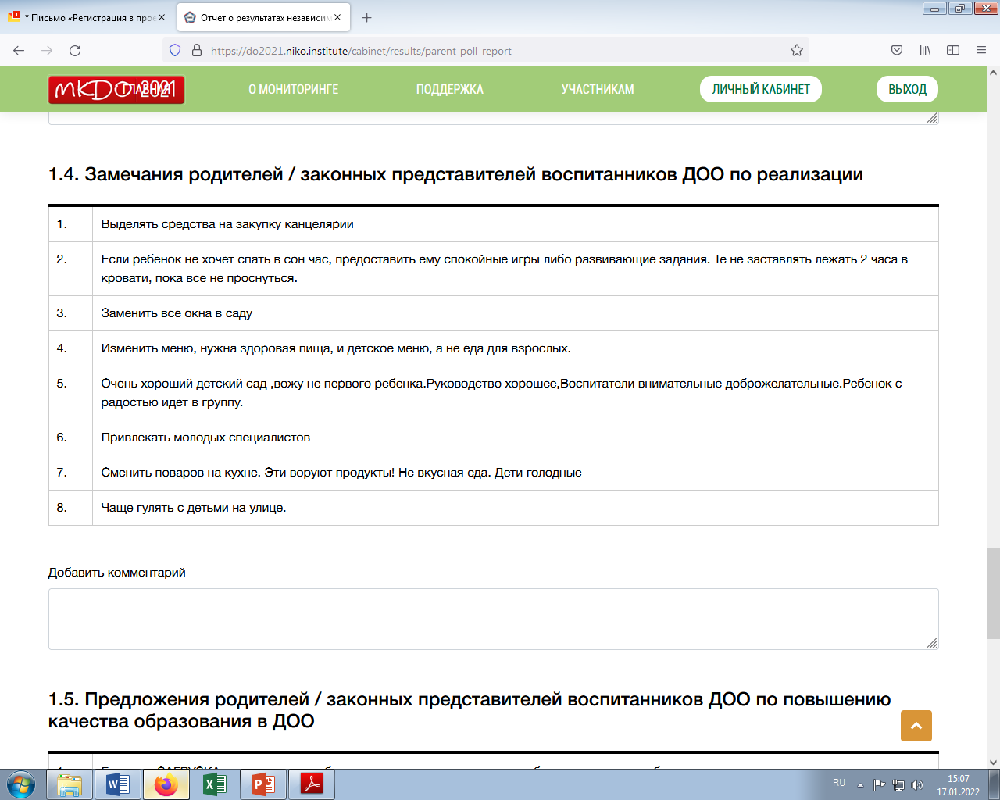 * Письмо «Регистрация в прое
Отчет о результатах независим
https://do2021.niko.institute/cabinet/results/parent-poll-report
МКДО 2021
ГЛАВНАЯ
О МОНИТОРИНГЕ
ПОДДЕРЖКА
УЧАСТНИКАМ
ЛИЧНЫЙ КАБИНЕТ
ВЫХОД
1.4. Замечания родителей / законных представителей воспитанников ДОО по реализации
1. Выделять средства на закупку канцелярии
2. Если ребёнок не хочет спать в сон час, предоставить ему спокойные игры либо развивающие задания. Те не заставлять лежать 2 часа в
кровати, пока все не проснуться.
3. Заменить все окна в саду
4. Изменить меню, нужна здоровая пища, и детское меню, а не еда для взрослых.
5. Очень хороший детский сад ,вожу не первого ребенка.Руководство хорошее,Воспитатели внимательные доброжелательные.Ребенок с
радостью идет в группу.
6. Привлекать молодых специалистов
7. Сменить поваров на кухне. Эти воруют продукты! Не вкусная еда. Дети голодные
8. Чаще гулять с детьми на улице.
Добавить комментарий
1.5. Предложения родителей / законных представителей воспитанников ДОО по повышению
качества образования в ДОО
RU
15:07
17.01.2022